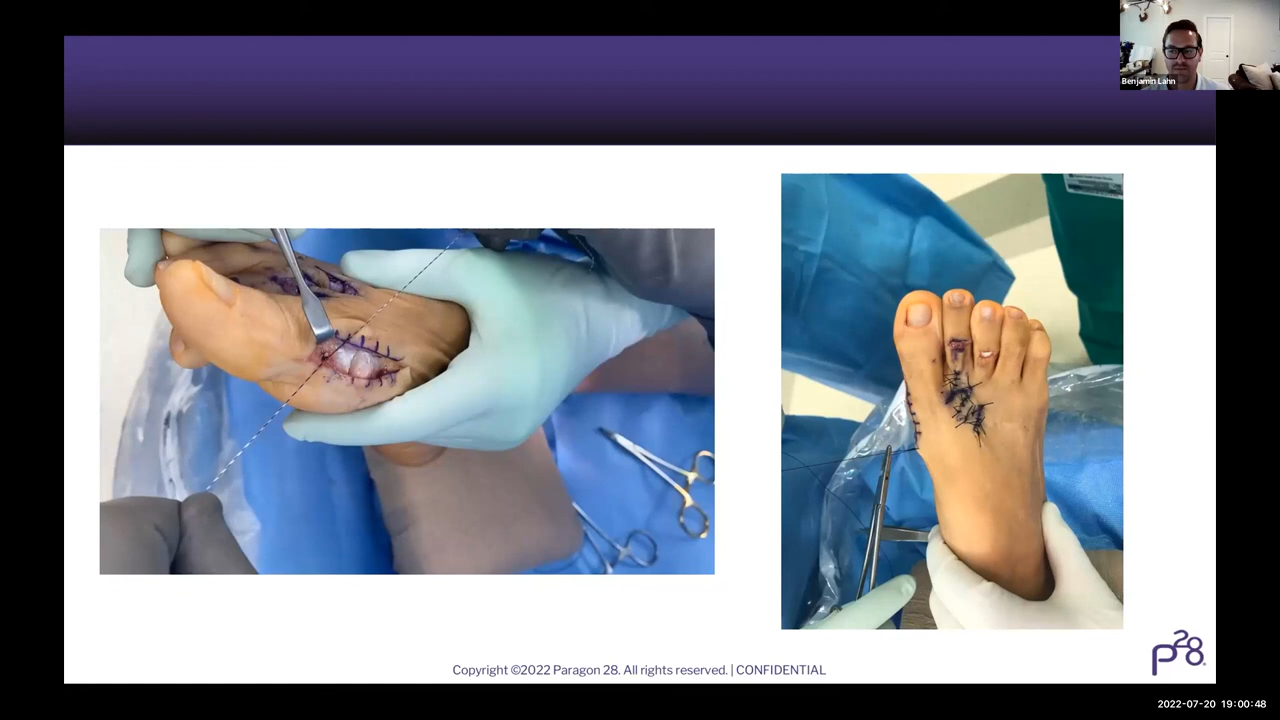 Benjamin Lahn
Copyright ©2022 Paragon 28. All rights reserved. | CONFIDENTIAL
P28
2022-07-20 19:00:48